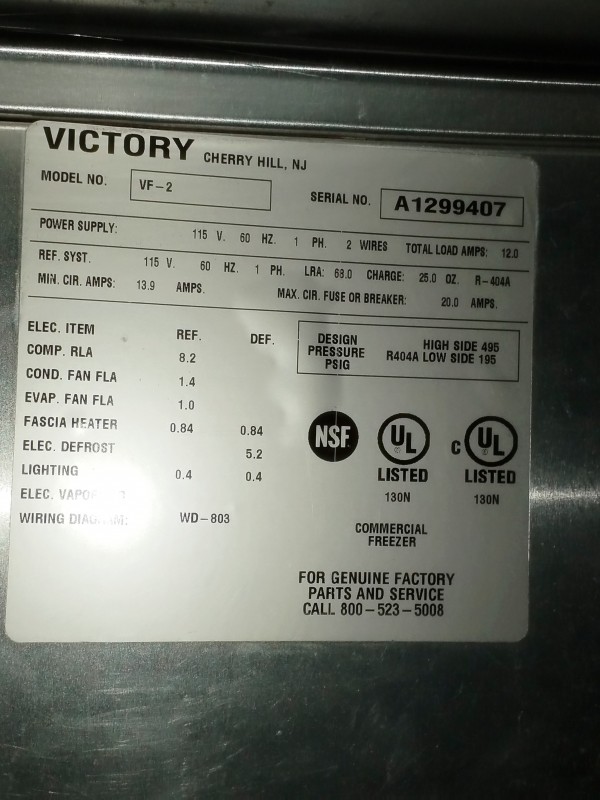 VICTORY CHERRY HILL, NJ
MODEL NO. VF-2
SERIAL NO. A1299407
POWER SUPPLY: 115 V. 60 HZ. 1 PH. 2 WIRES TOTAL LOAD AMPS: 12.0
REF. SYST. 115 V. 60 HZ. 1 PH. LRA: 68.0 CHARGE: 25.0 OZ. R-404A
MIN. CIR. AMPS: 13.9 AMPS. MAX. CIR. FUSE OR BREAKER: 20.0 AMPS.
ELEC. ITEM REF. DEF.
COMP. RLA 8.2
COND. FAN FLA 1.4
EVAP. FAN FLA 1.0
FASCIA HEATER 0.84 0.84
ELEC. DEFROST 5.2
LIGHTING 0.4 0.4
ELEC.
WIRING DIAGRAM: WD-803
DESIGN
PRESSURE
PSIG
HIGH SIDE 495
R404A LOW SIDE 195
NSF
UL
LISTED
130N
C UL
LISTED
130N
COMMERCIAL
FREEZER
FOR GENUINE FACTORY
PARTS AND SERVICE
CALL 800-523-5008